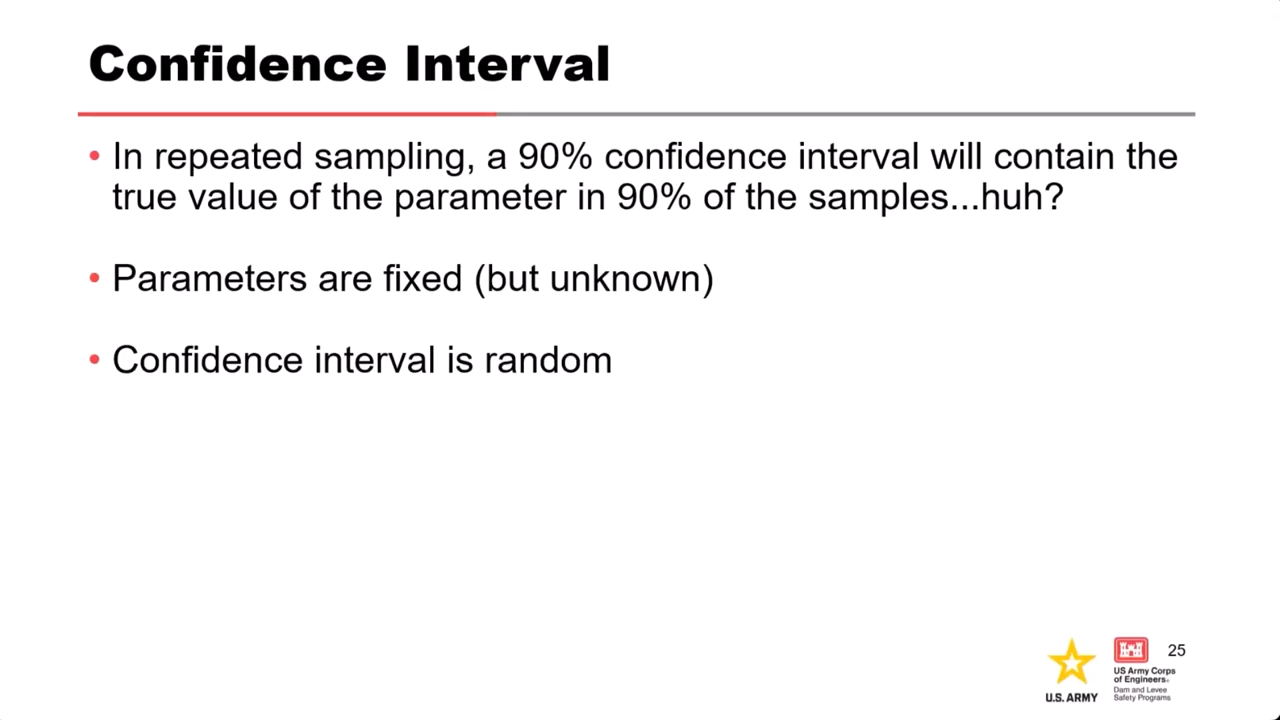 Confidence Interval
• In repeated sampling, a 90% confidence interval will contain the
true value of the parameter in 90% of the samples...huh?
• Parameters are fixed (but unknown)
• Confidence interval is random
25
U.S. ARMY
US Army Corps
of Engineers®
Dam and Levee
Safety Programs